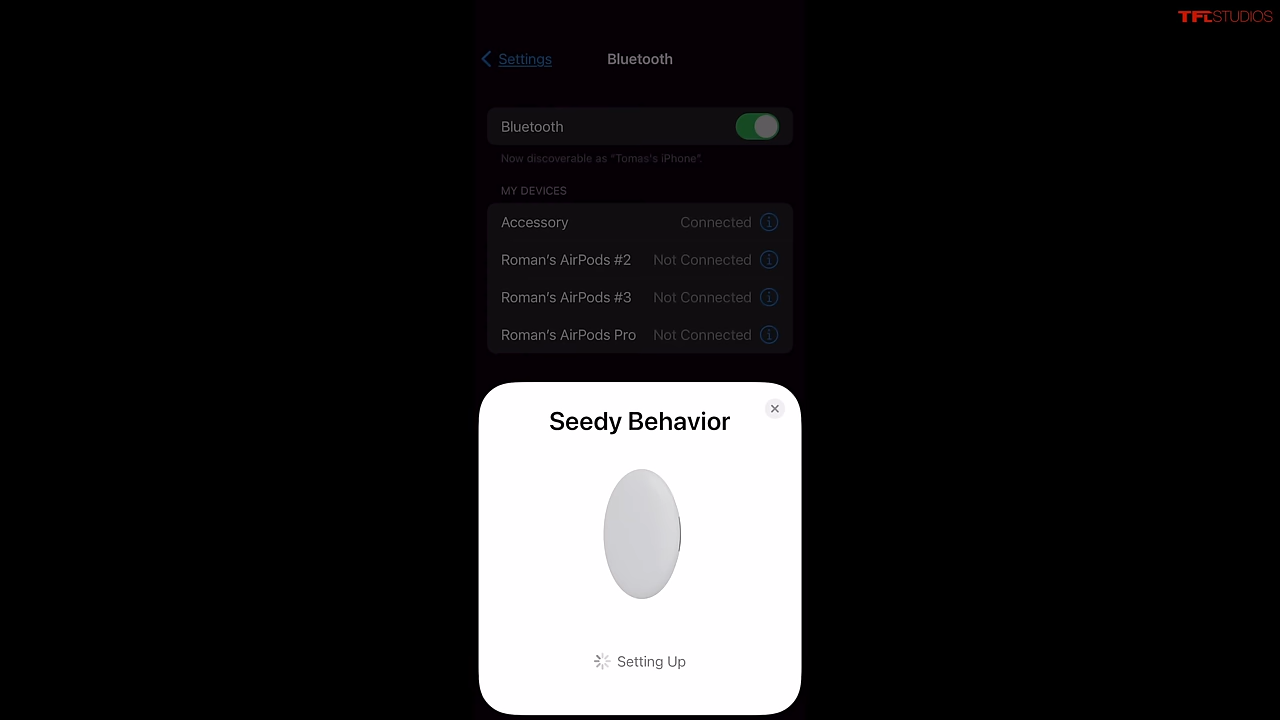 TFLSTUDIOS
Settings
Bluetooth
Bluetooth
Now discoverable as "Tomas's iPhone".
MY DEVICES
Accessory Connected
Roman's AirPods #2 Not Connected
Roman's AirPods #3 Not Connected
Roman's AirPods Pro Not Connected
Seedy Behavior
Setting Up